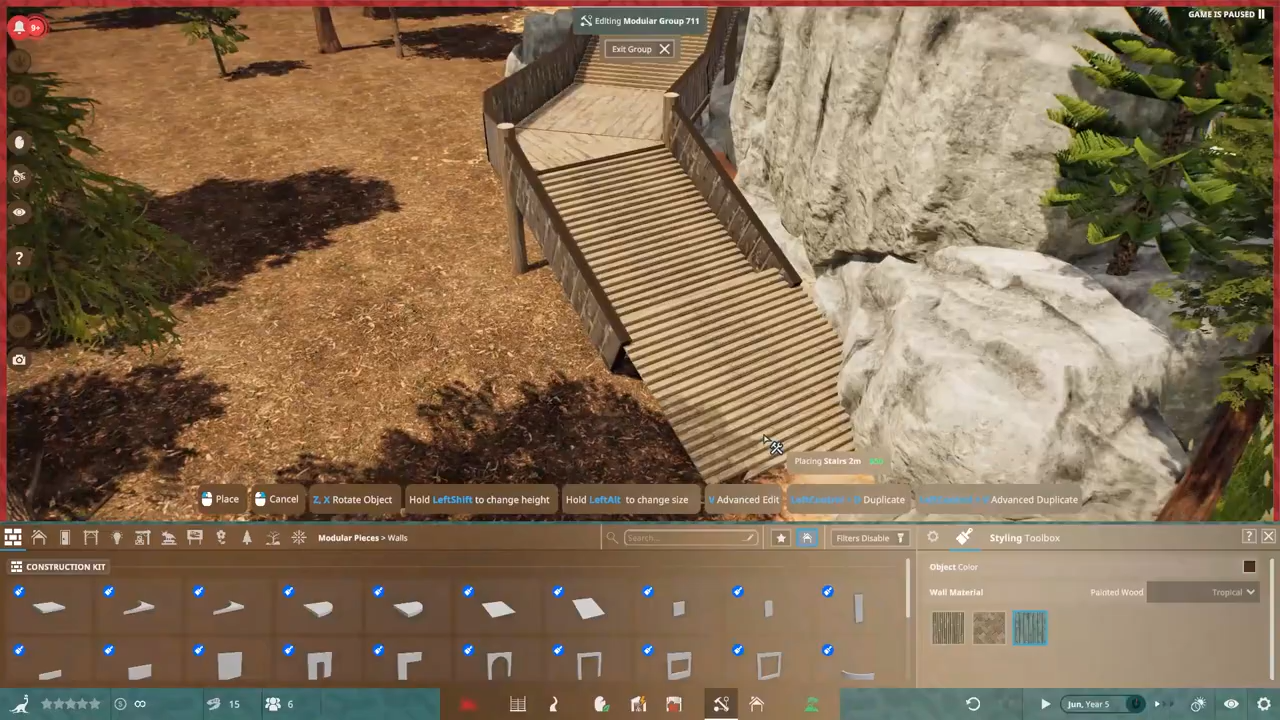 9+
Editing Modular Group 711
Exit Group
GAME IS PAUSED
?
Placing Stairs 2m
Place
Cancel
Z, X Rotate Object
Hold LeftShift to change height
Hold LeftAlt to change size
V Advanced Edit
Duplicate
Advanced Duplicate
Modular Pieces > Walls
Search...
Filters Disable
Styling Toolbox
?
CONSTRUCTION KIT
Object Color
Wall Material
Painted Wood
Tropical
∞
15
6
Jun, Year 5